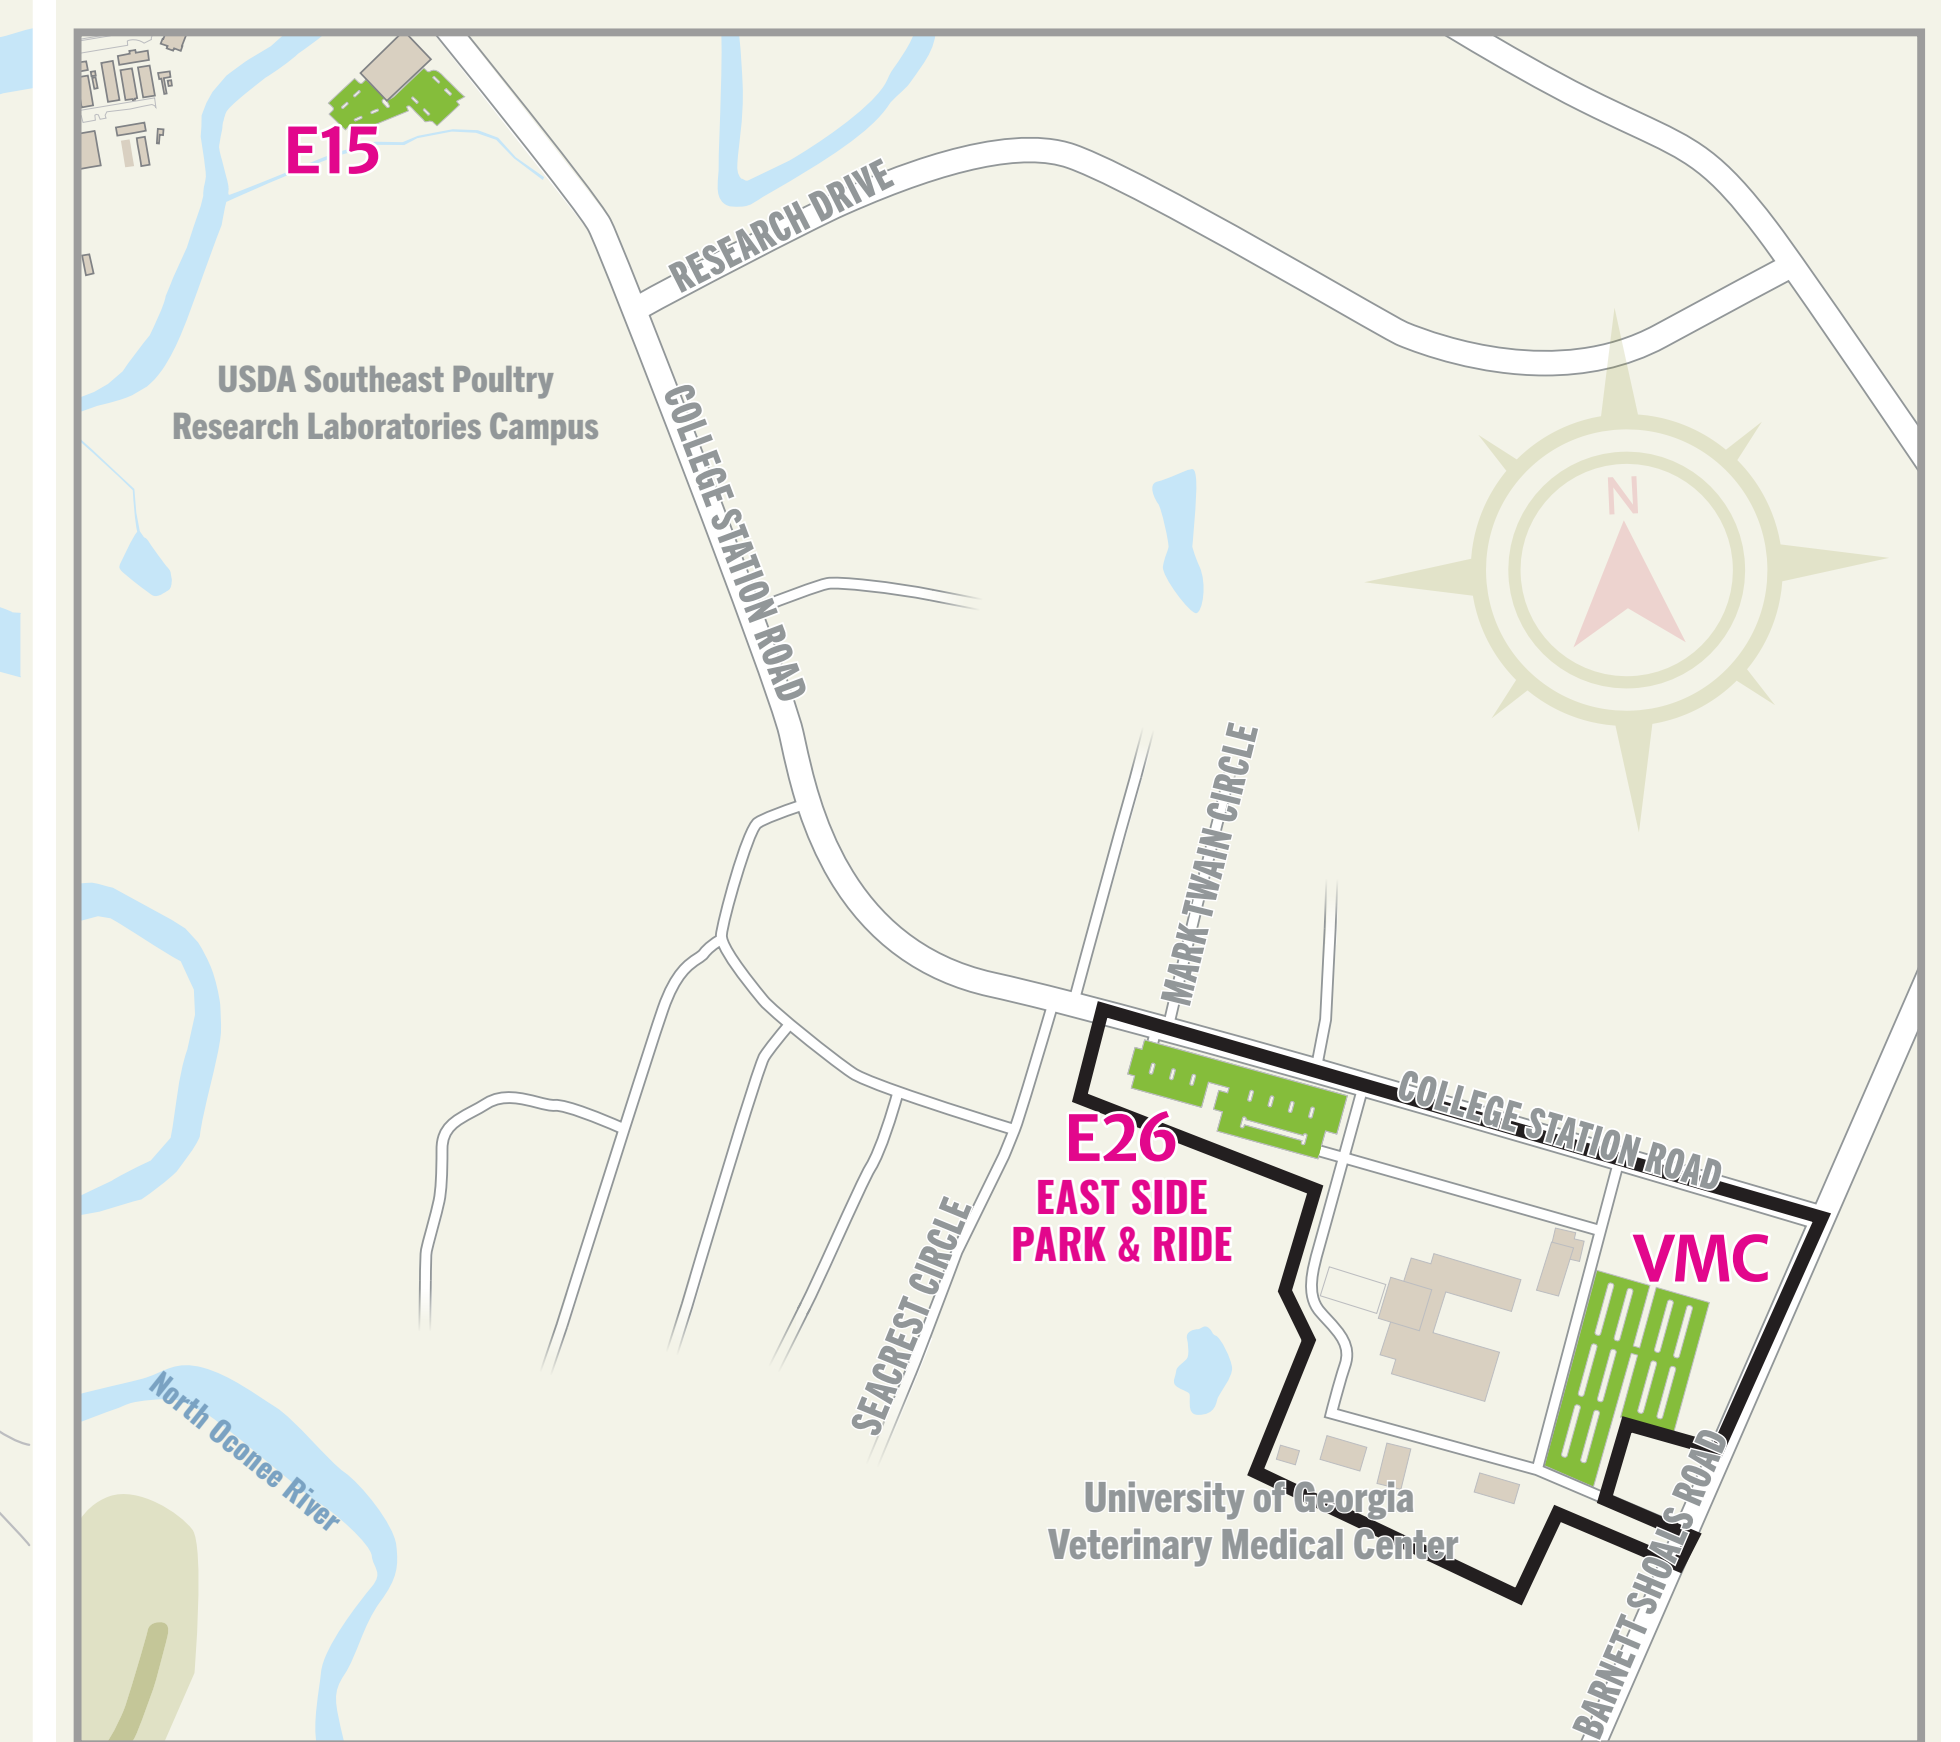 E15
RESEARCH DRIVE
USDA Southeast Poultry
Research Laboratories Campus
COLLEGE STATION ROAD
N
MARK TWAIN CIRCLE
COLLEGE STATION ROAD
E26
EAST SIDE
PARK & RIDE
VMC
SEACREST CIRCLE
North Oconee River
University of Georgia
Veterinary Medical Center
BARNETT SHOALS ROAD